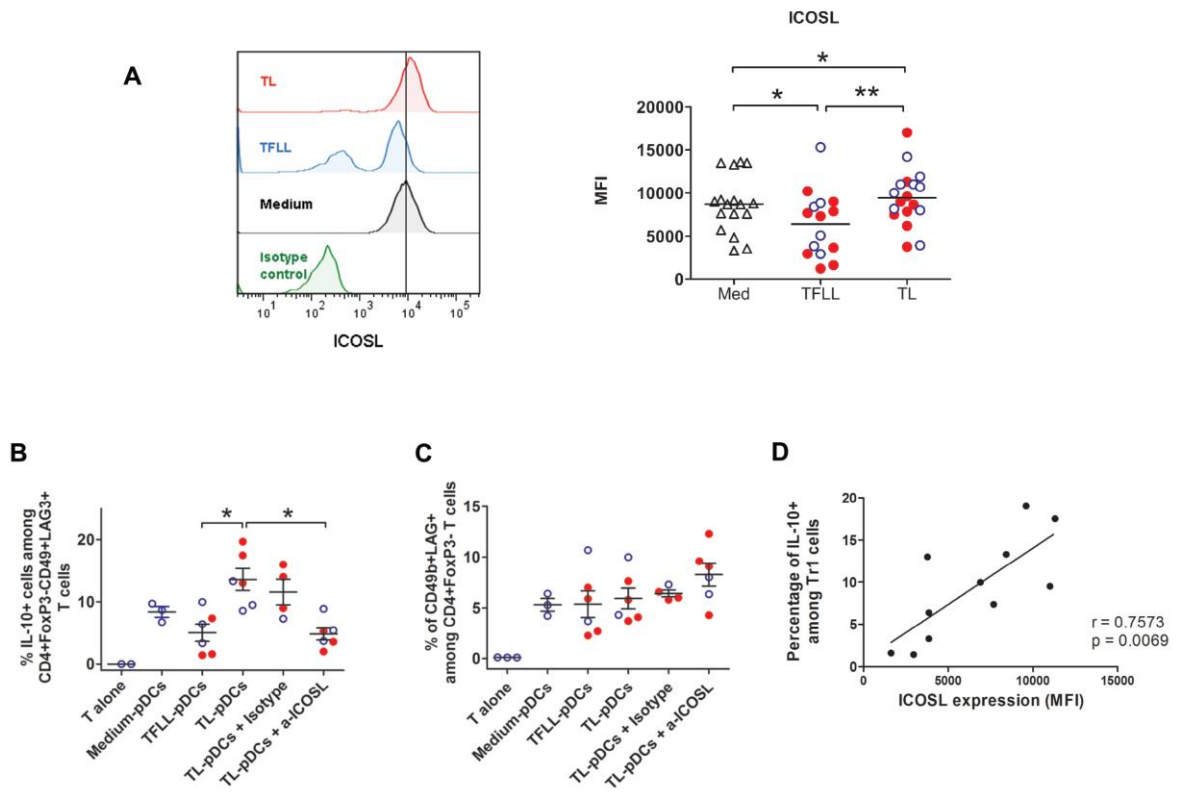 A
TL
TFLL
Medium
Isotype
control
10^1 10^2 10^3 10^4 10^5
ICOSL
ICOSL
*
* **
MFI
20000
15000
10000
5000
0
Med TFLL TL
B
% IL-10+ cells among
CD4+FoxP3-CD49+LAG3+
T cells
20
10
0
* *
T alone
Medium-pDCs
TFLL-pDCs
TL-pDCs
TL-pDCs + Isotype
TL-pDCs + a-ICOSL
C
% of CD49b+LAG+
among CD4+FoxP3- T cells
15
10
5
0
T alone
Medium-pDCs
TFLL-pDCs
TL-pDCs
TL-pDCs + Isotype
TL-pDCs + a-ICOSL
D
Percentage of IL-10+
among Tr1 cells
20
15
10
5
0
r = 0.7573
p = 0.0069
0 5000 10000 15000
ICOSL expression (MFI)